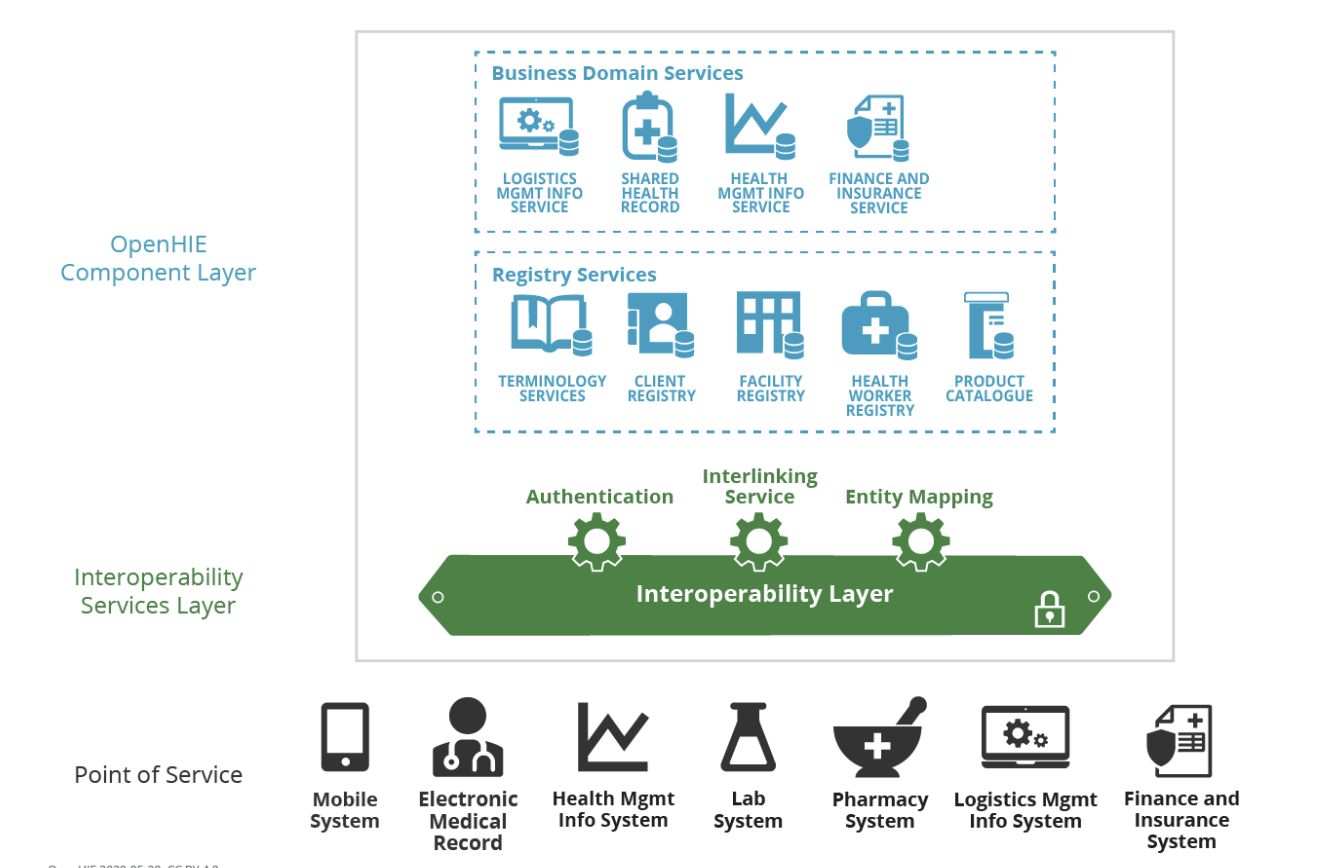 Business Domain Services
LOGISTICS
MGMT INFO
SERVICE
SHARED
HEALTH
RECORD
HEALTH
MGMT INFO
SERVICE
FINANCE AND
INSURANCE
SERVICE
OpenHIE
Component Layer
Registry Services
TERMINOLOGY
SERVICES
CLIENT
REGISTRY
FACILITY
REGISTRY
HEALTH
WORKER
REGISTRY
PRODUCT
CATALOGUE
Authentication
Interlinking
Service
Entity Mapping
Interoperability
Services Layer
Interoperability Layer
Point of Service
Mobile
System
Electronic
Medical
Record
Health Mgmt
Info System
Lab
System
Pharmacy
System
Logistics Mgmt
Info System
Finance and
Insurance
System